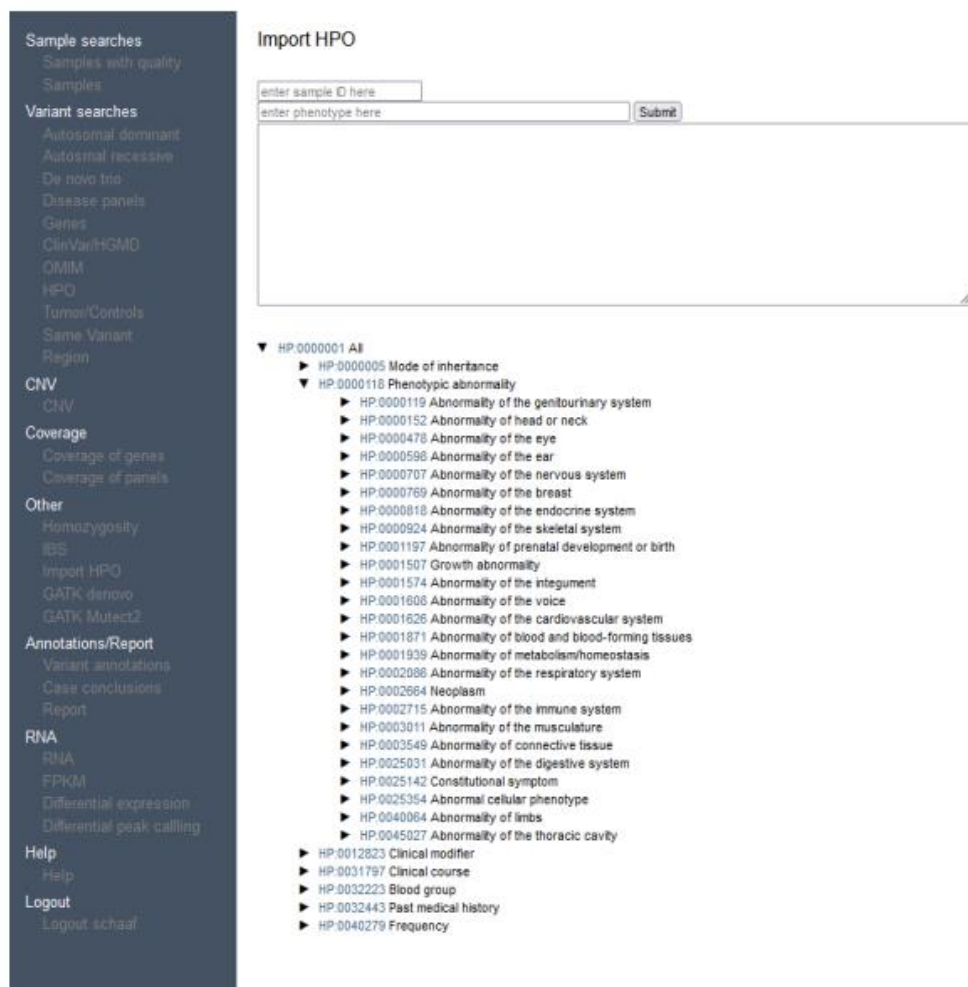 Sample searches
Samples with quality
Samples
Variant searches
Autosomal dominant
Autosmal recessive
De novo trio
Disease panels
Genes
ClinVar/HGMD
OMIM
HPO
Tumor/Controls
Same Variant
Region
CNV
CNV
Coverage
Coverage of genes
Coverage of panels
Other
Homozygosity
IBS
Import HPO
GATK denovo
GATK Mutect2
Annotations/Report
Variant annotations
Case conclusions
Report
RNA
RNA
FPKM
Differential expression
Differential peak callling
Help
Help
Logout
Logout schaaf
Import HPO
enter sample ID here
enter phenotype here Submit
▼ HP:0000001 All
► HP:0000005 Mode of inheritance
▼ HP:0000118 Phenotypic abnormality
► HP:0000119 Abnormality of the genitourinary system
► HP:0000152 Abnormality of head or neck
► HP:0000478 Abnormality of the eye
► HP:0000598 Abnormality of the ear
► HP:0000707 Abnormality of the nervous system
► HP:0000769 Abnormality of the breast
► HP:0000818 Abnormality of the endocrine system
► HP:0000924 Abnormality of the skeletal system
► HP:0001197 Abnormality of prenatal development or birth
► HP:0001507 Growth abnormality
► HP:0001574 Abnormality of the integument
► HP:0001608 Abnormality of the voice
► HP:0001626 Abnormality of the cardiovascular system
► HP:0001871 Abnormality of blood and blood-forming tissues
► HP:0001939 Abnormality of metabolism/homeostasis
► HP:0002086 Abnormality of the respiratory system
► HP:0002664 Neoplasm
► HP:0002715 Abnormality of the immune system
► HP:0003011 Abnormality of the musculature
► HP:0003549 Abnormality of connective tissue
► HP:0025031 Abnormality of the digestive system
► HP:0025142 Constitutional symptom
► HP:0025354 Abnormal cellular phenotype
► HP:0040064 Abnormality of limbs
► HP:0045027 Abnormality of the thoracic cavity
► HP:0012823 Clinical modifier
► HP:0031797 Clinical course
► HP:0032223 Blood group
► HP:0032443 Past medical history
► HP:0040279 Frequency